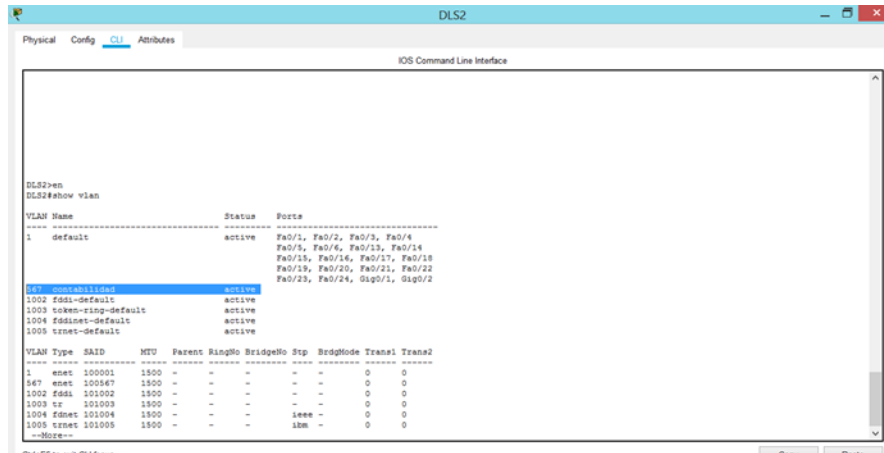 DLS2
Physical Config CLI Attributes
IOS Command Line Interface
DLS2>en
DLS2#show vlan
VLAN Name Status Ports
---- -------------------------------- --------- -------------------------------
1 default active Fa0/1, Fa0/2, Fa0/3, Fa0/4
Fa0/5, Fa0/6, Fa0/13, Fa0/14
Fa0/15, Fa0/16, Fa0/17, Fa0/18
Fa0/19, Fa0/20, Fa0/21, Fa0/22
Fa0/23, Fa0/24, Gig0/1, Gig0/2
567 contabilidad active
1002 fddi-default active
1003 token-ring-default active
1004 fddinet-default active
1005 trnet-default active
VLAN Type SAID MTU Parent RingNo BridgeNo Stp BrdgMode Trans1 Trans2
---- ----- ---------- ----- ------ ------ -------- ---- -------- ------ ------
1 enet 100001 1500 - - - - - 0 0
567 enet 100567 1500 - - - - - 0 0
1002 fddi 101002 1500 - - - - - 0 0
1003 tr 101003 1500 - - - - - 0 0
1004 fdnet 101004 1500 - - - ieee - 0 0
1005 trnet 101005 1500 - - - ibm - 0 0
--More--